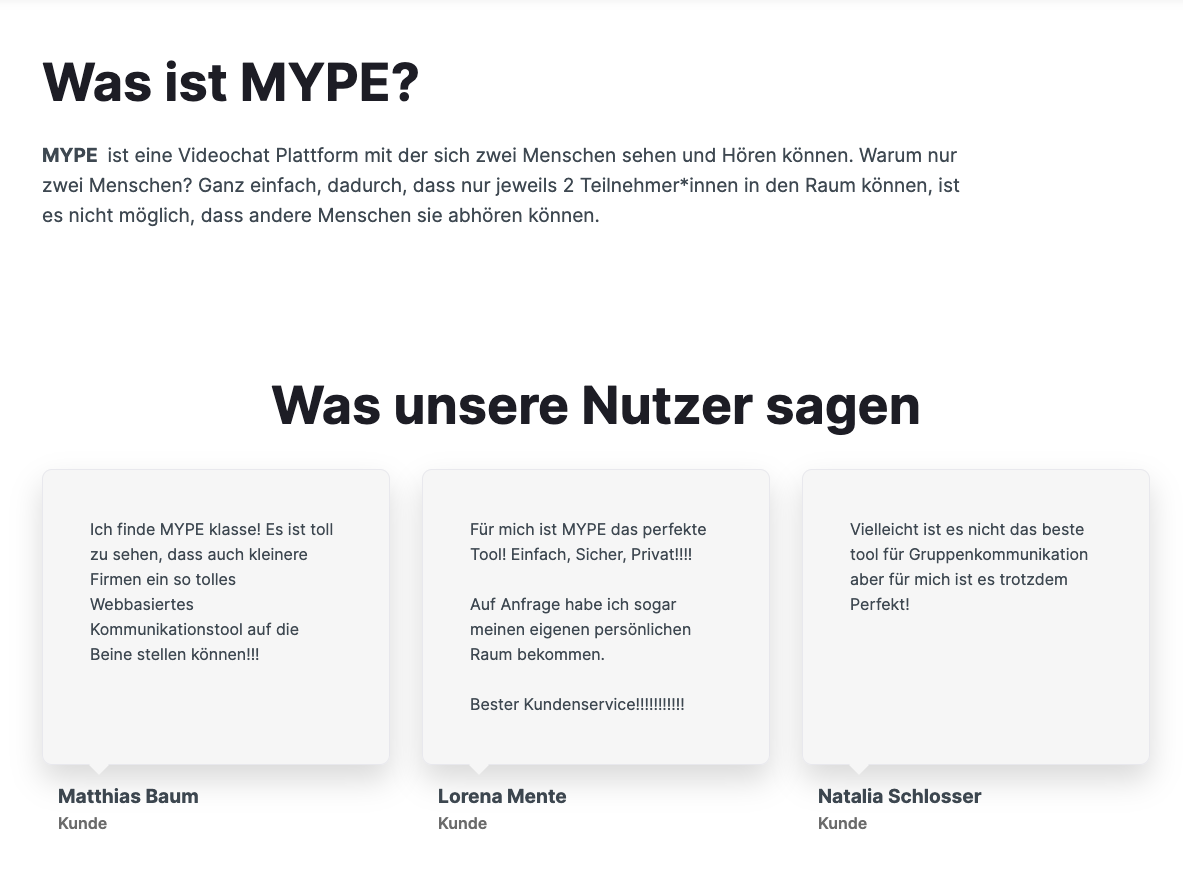 Was ist MYPE?
MYPE ist eine Videochat Plattform mit der sich zwei Menschen sehen und Hören können. Warum nur
zwei Menschen? Ganz einfach, dadurch, dass nur jeweils 2 Teilnehmer*innen in den Raum können, ist
es nicht möglich, dass andere Menschen sie abhören können.
Was unsere Nutzer sagen
Ich finde MYPE klasse! Es ist toll
zu sehen, dass auch kleinere
Firmen ein so tolles
Webbasiertes
Kommunikationstool auf die
Beine stellen können!!!
Matthias Baum
Kunde
Für mich ist MYPE das perfekte
Tool! Einfach, Sicher, Privat!!!!
Auf Anfrage habe ich sogar
meinen eigenen persönlichen
Raum bekommen.
Bester Kundenservice!!!!!!!!!!!
Lorena Mente
Kunde
Vielleicht ist es nicht das beste
tool für Gruppenkommunikation
aber für mich ist es trotzdem
Perfekt!
Natalia Schlosser
Kunde